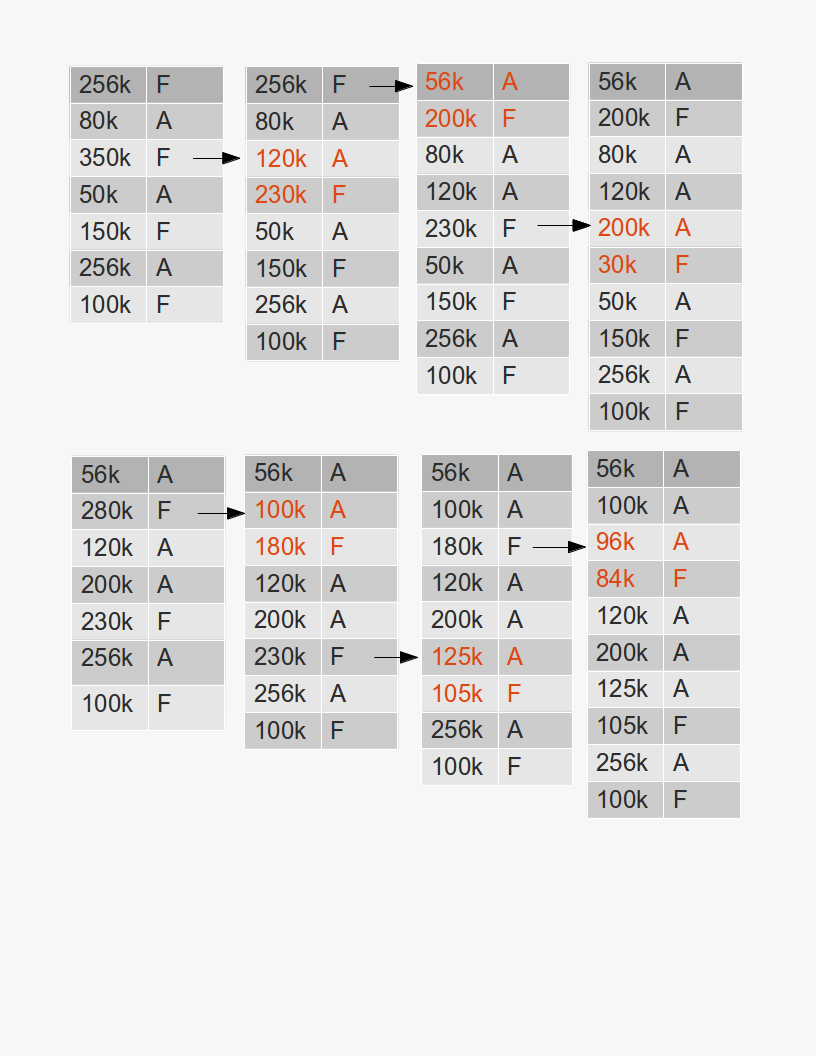 256k F
80k A
350k F
50k A
150k F
256k A
100k F
256k F
80k A
120k A
230k F
50k A
150k F
256k A
100k F
56k A
200k F
80k A
120k A
230k F
50k A
150k F
256k A
100k F
56k A
200k F
80k A
120k A
200k A
30k F
50k A
150k F
256k A
100k F
56k A
280k F
120k A
200k A
230k F
256k A
100k F
56k A
100k A
180k F
120k A
200k A
230k F
256k A
100k F
56k A
100k A
180k F
120k A
200k A
125k A
105k F
256k A
100k F
56k A
100k A
96k A
84k F
120k A
200k A
125k A
105k F
256k A
100k F